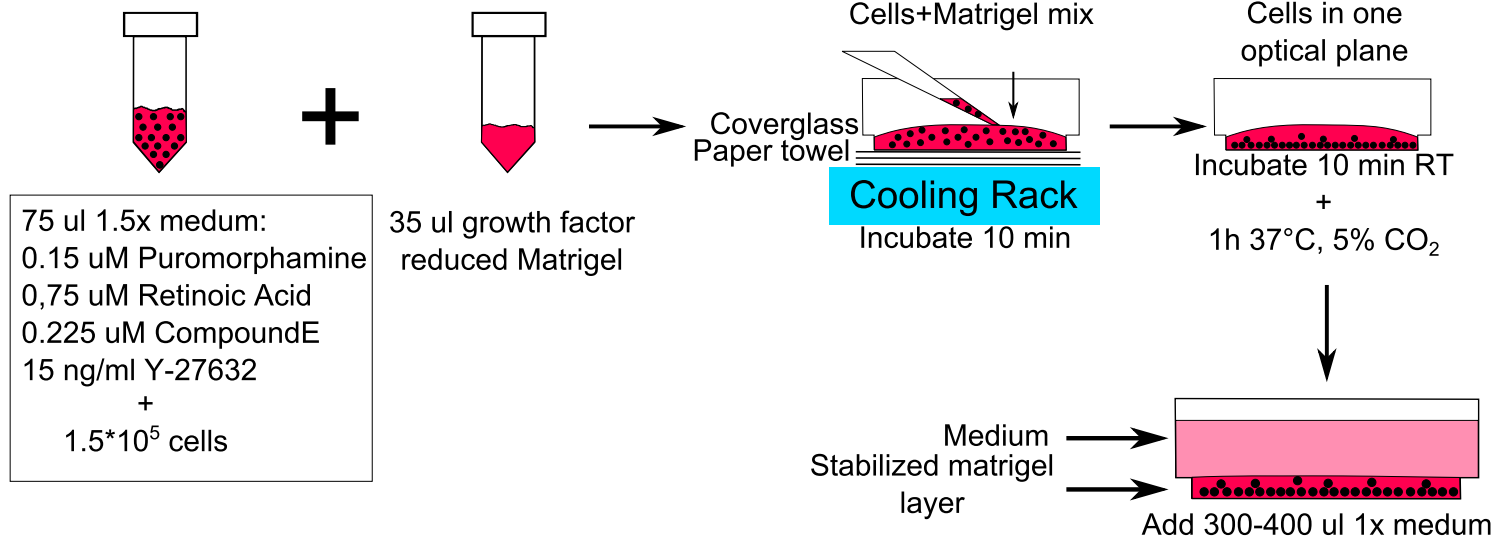 75 ul 1.5x medum:
0.15 uM Puromorphamine
0,75 uM Retinoic Acid
0.225 uM CompoundE
15 ng/ml Y-27632
+
1.5*10⁵ cells
+
35 ul growth factor
reduced Matrigel
Cells+Matrigel mix
Coverglass
Paper towel
Cooling Rack
Incubate 10 min
Cells in one
optical plane
Incubate 10 min RT
+
1h 37°C, 5% CO₂
Medium
Stabilized matrigel
layer
Add 300-400 ul 1x medum